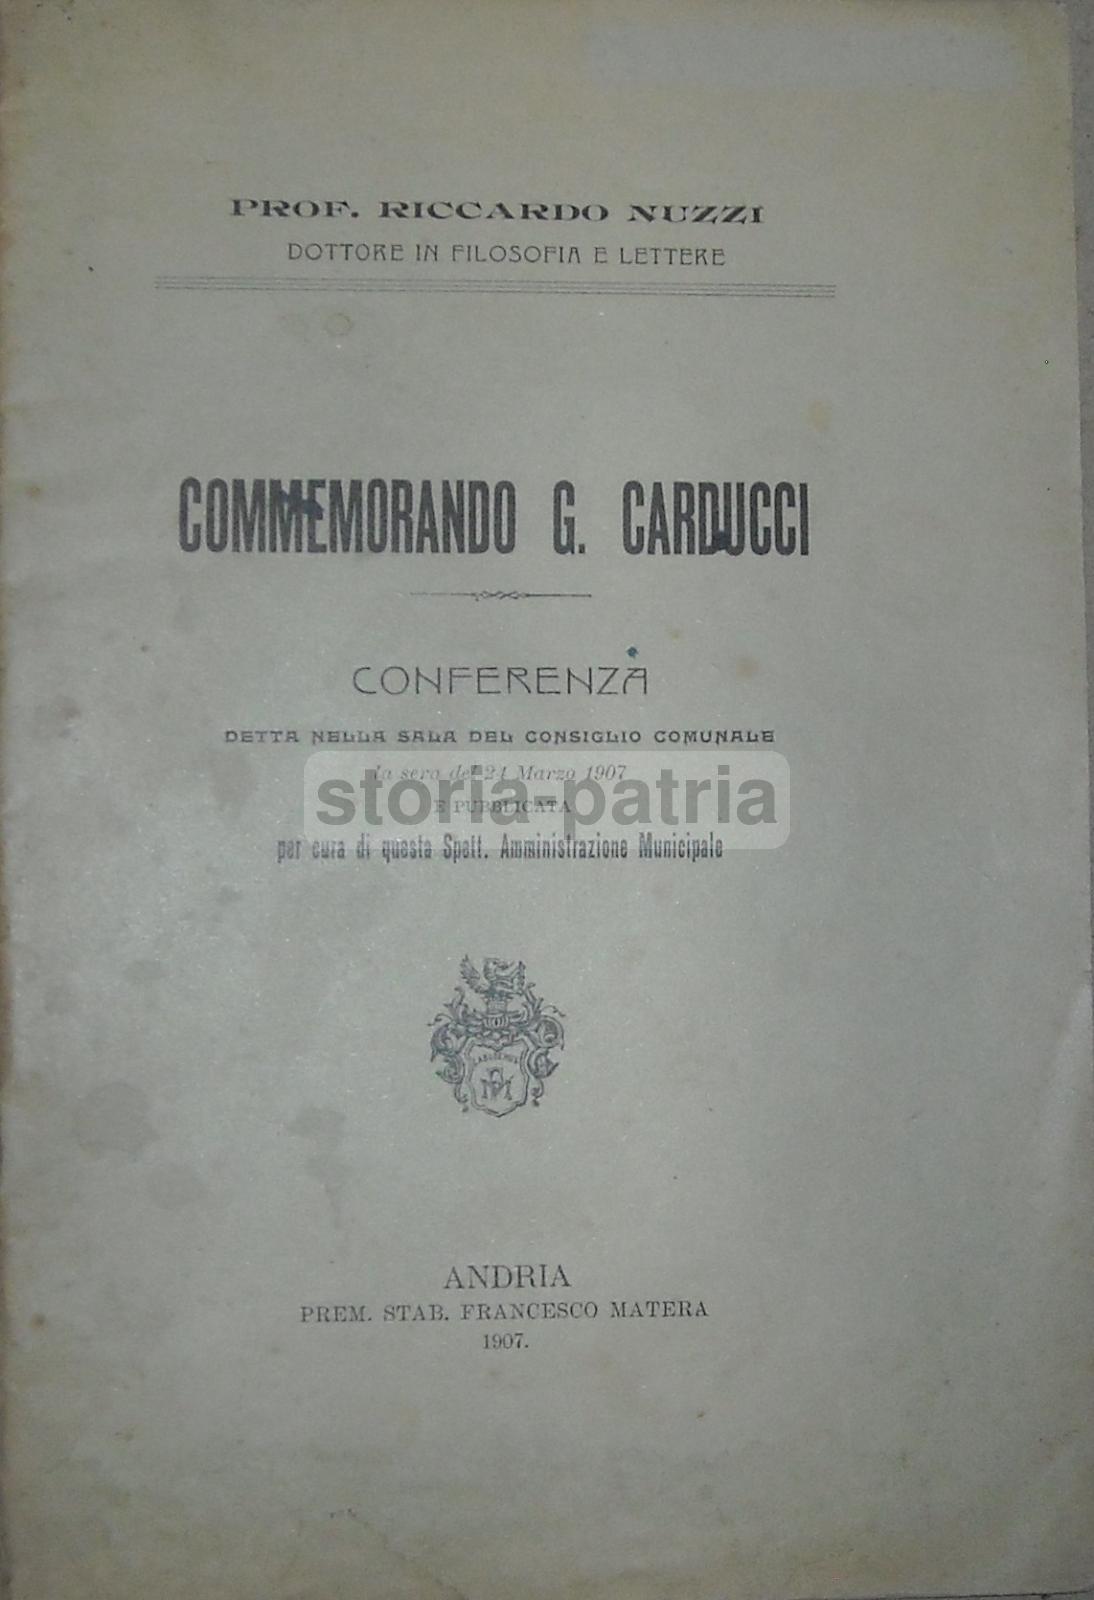 PROF. RICCARDO NUZZI
DOTTORE IN FILOSOFIA E LETTERE
COMMEMORANDO G. CARDUCCI
CONFERENZA
DETTA NELLA SALA DEL CONSIGLIO COMUNALE
la sera del 24 Marzo 1907
E PUBBLICATA
storia-patria
per cura di questa Spett. Amministrazione Municipale
LABOREMUS
ANDRIA
PREM. STAB. FRANCESCO MATERA
1907.